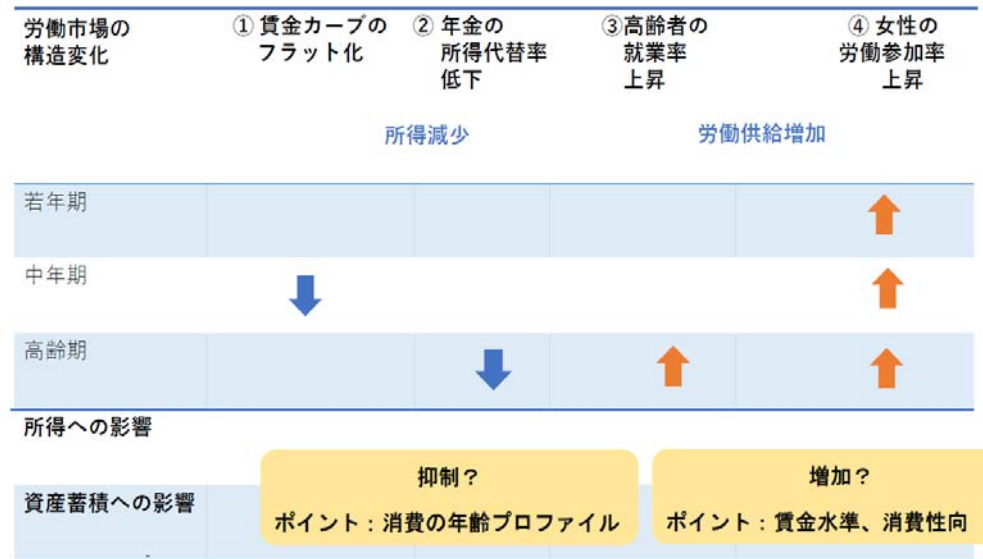 労働市場の
構造変化
① 賃金カーブの
フラット化
② 年金の
所得代替率
低下
③高齢者の
就業率
上昇
④ 女性の
労働参加率
上昇
所得減少
労働供給増加
若年期
中年期
高齢期
所得への影響
抑制？
ポイント：消費の年齢プロファイル
増加？
ポイント：賃金水準、消費性向
資産蓄積への影響